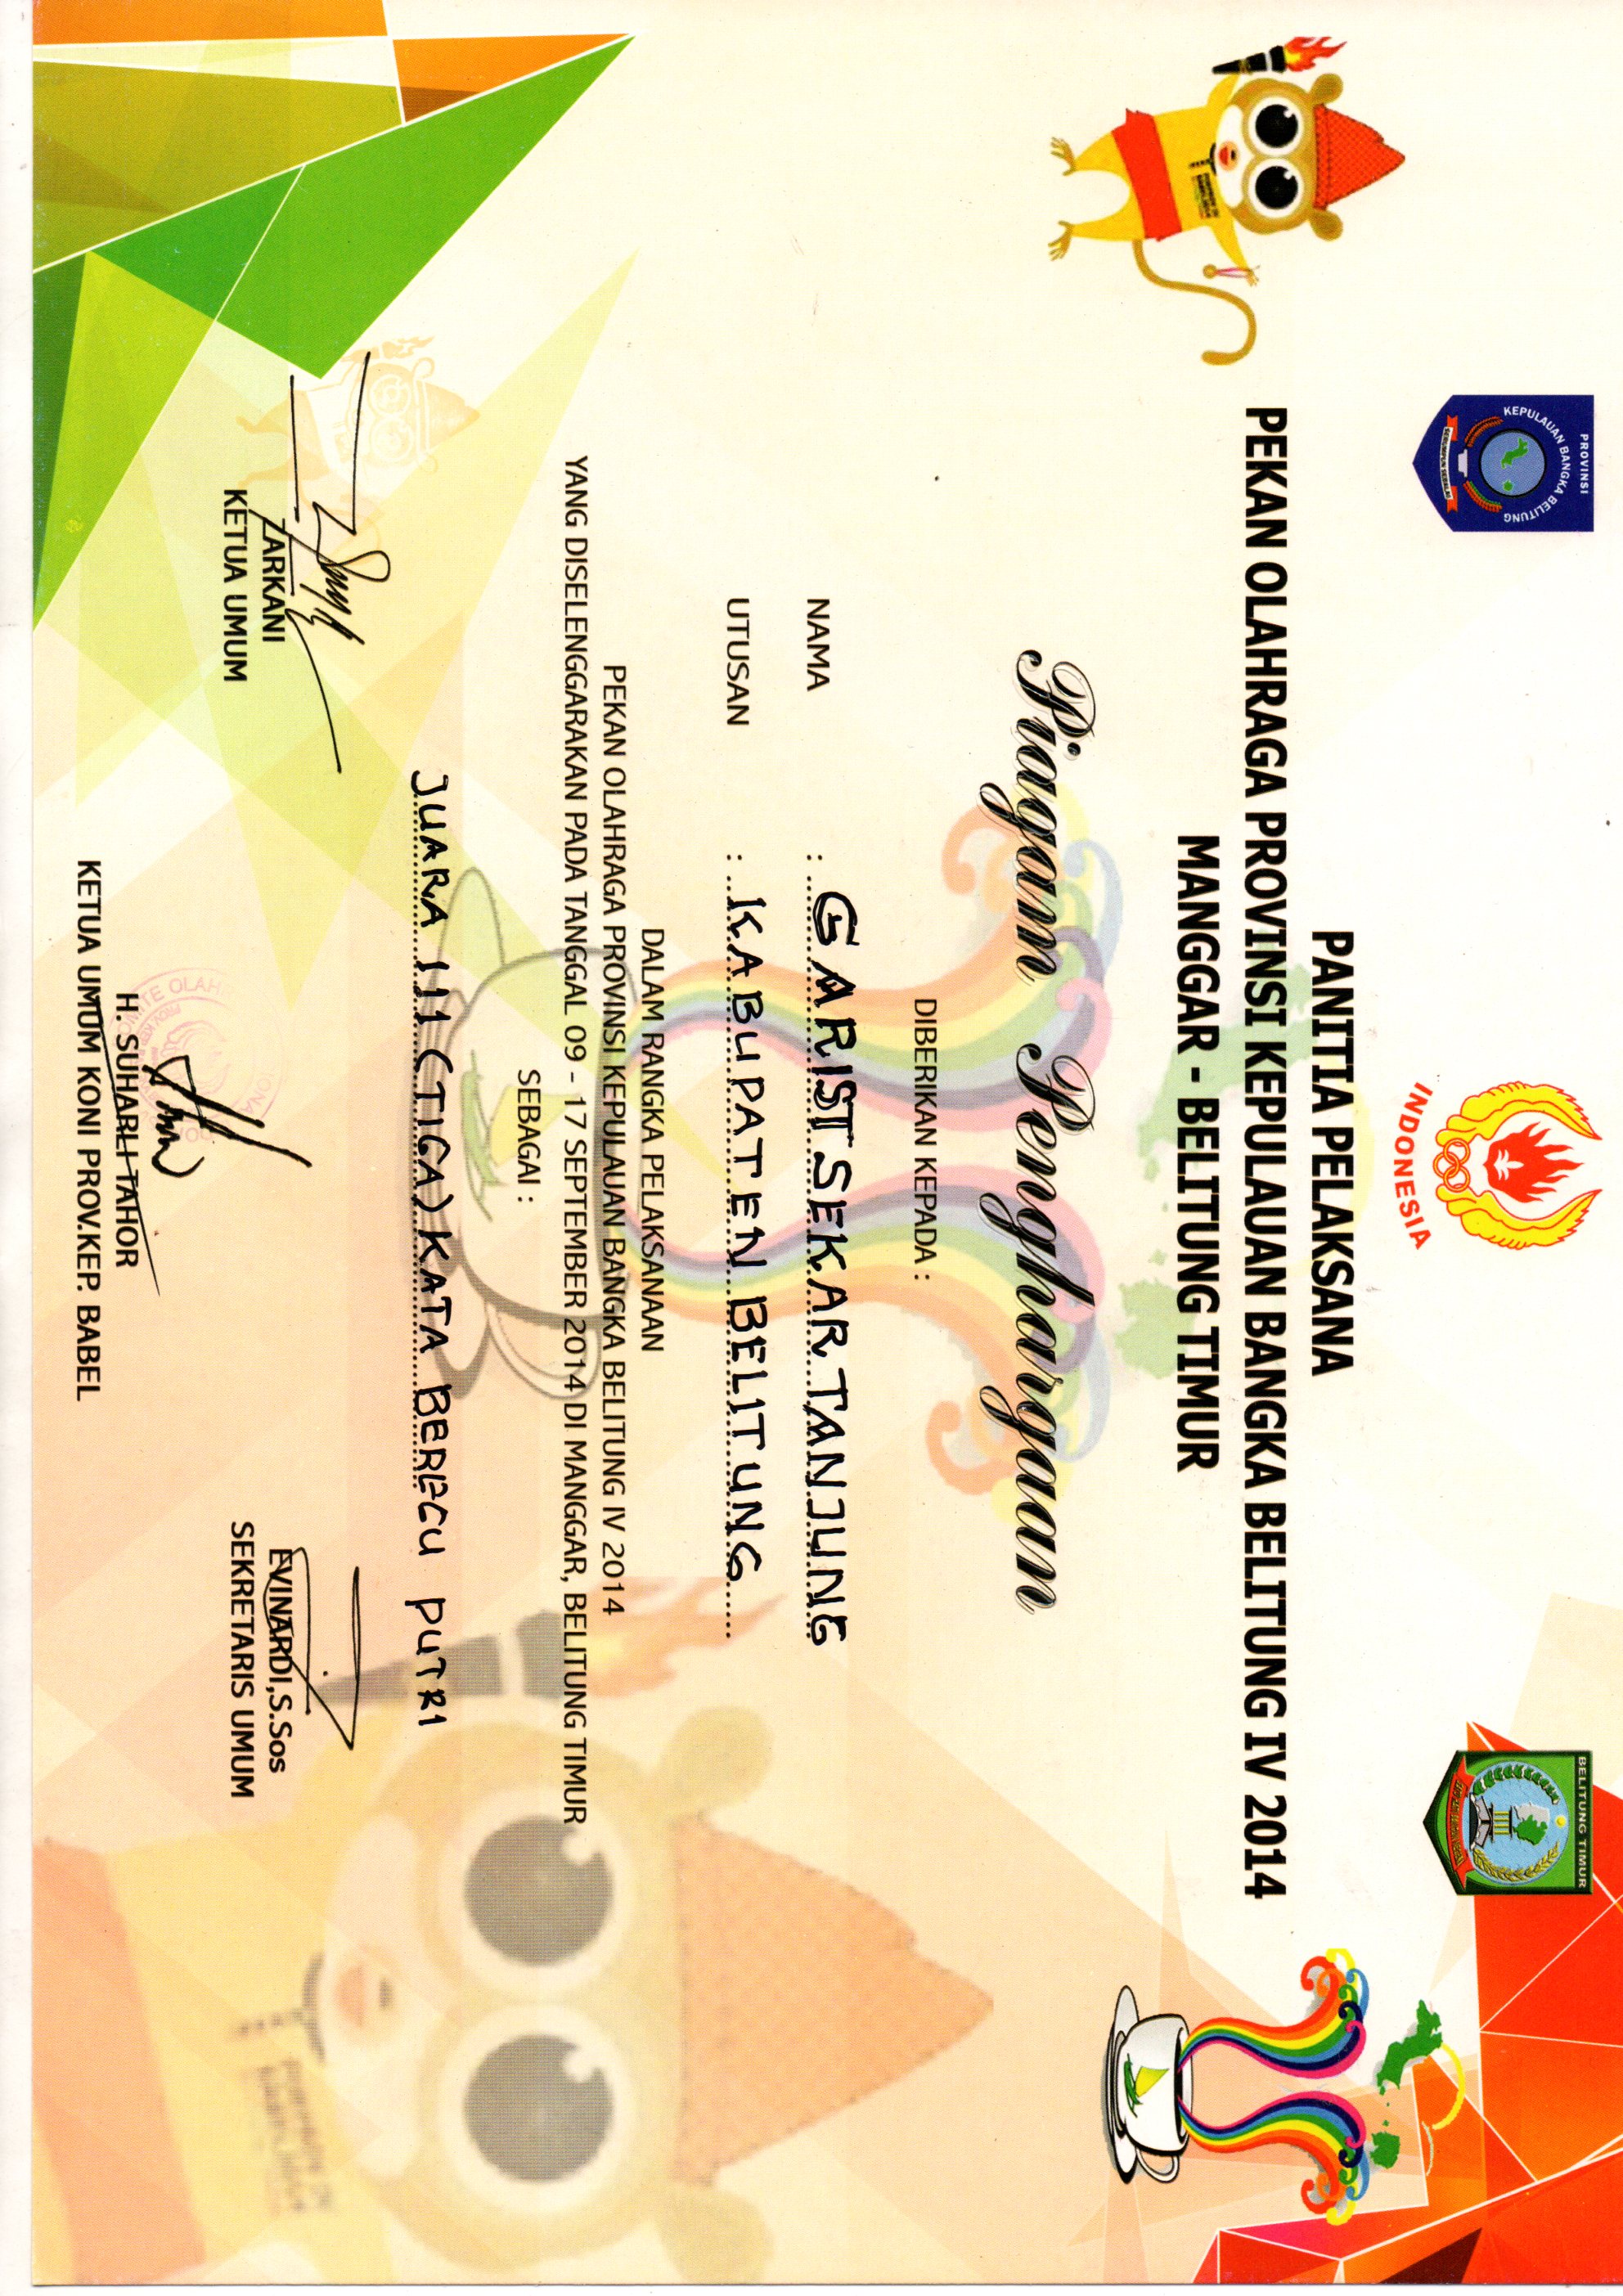 PROVINSI
KEPULAUAN BANGKA BELITUNG
SERUMPUN SEBALAI
INDONESIA
BELITUNG TIMUR
PANITIA PELAKSANA
PEKAN OLAHRAGA PROVINSI KEPULAUAN BANGKA BELITUNG IV 2014
MANGGAR - BELITUNG TIMUR
Piagam Penghargaan
DIBERIKAN KEPADA :
NAMA : GARIST SEKAR TANJUNG
UTUSAN : KABUPATEN BELITUNG
DALAM RANGKA PELAKSANAAN
PEKAN OLAHRAGA PROVINSI KEPULAUAN BANGKA BELITUNG IV 2014
YANG DISELENGGARAKAN PADA TANGGAL 09 - 17 SEPTEMBER 2014 DI MANGGAR, BELITUNG TIMUR
SEBAGAI :
JUARA 111 (TIGA) KATA BEREGU PUTRI
ZARKANI
KETUA UMUM
EVINARDI,S.Sos
SEKRETARIS UMUM
H. SUHARLI TAHOR
KETUA UMUM KONI PROV.KEP. BABEL